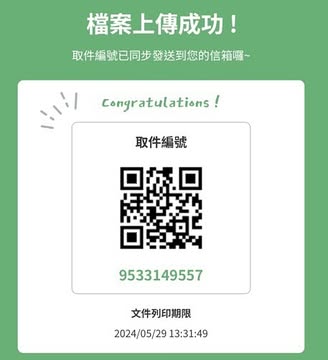 檔案上傳成功！
取件編號已同步發送到您的信箱囉~
Congratulations！
取件編號
9533149557
文件列印期限
2024/05/29 13:31:49